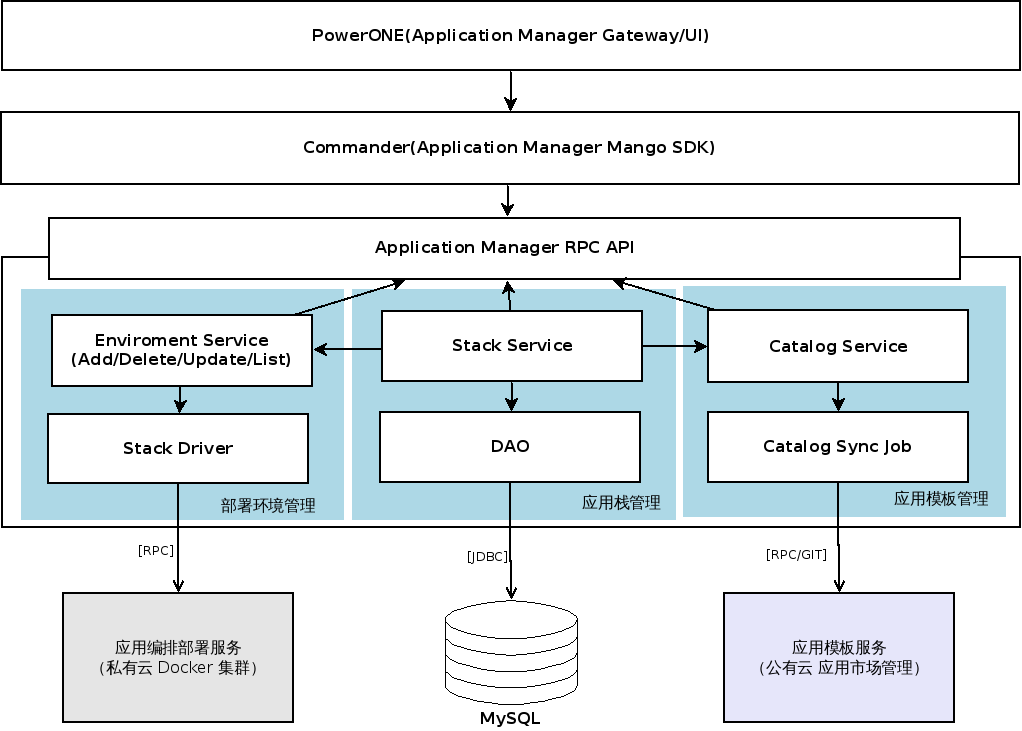 PowerONE(Application Manager Gateway/UI)
Commander(Application Manager Mango SDK)
Application Manager RPC API
Enviroment Service
(Add/Delete/Update/List)
Stack Service
Catalog Service
Stack Driver
DAO
Catalog Sync Job
部署环境管理
应用栈管理
应用模板管理
[RPC]
[JDBC]
[RPC/GIT]
应用编排部署服务
（私有云 Docker 集群）
MySQL
应用模板服务
（公有云 应用市场管理）